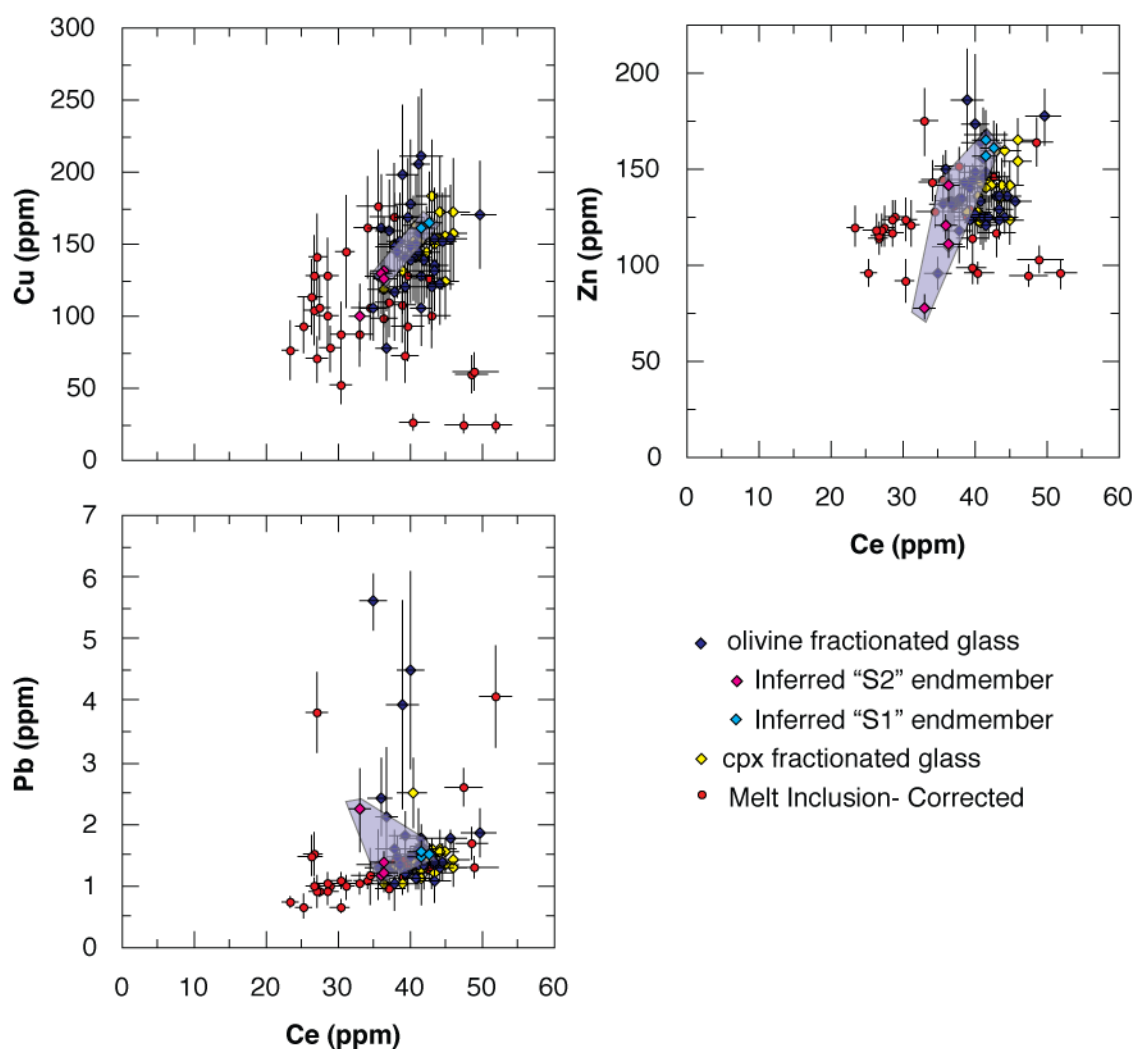 300
250
200
150
100
50
0
Cu (ppm)
200
150
100
50
0
Zn (ppm)
0 10 20 30 40 50 60
Ce (ppm)
7
6
5
4
3
2
1
0
Pb (ppm)
0 10 20 30 40 50 60
Ce (ppm)
olivine fractionated glass
Inferred “S2” endmember
Inferred “S1” endmember
cpx fractionated glass
Melt Inclusion- Corrected